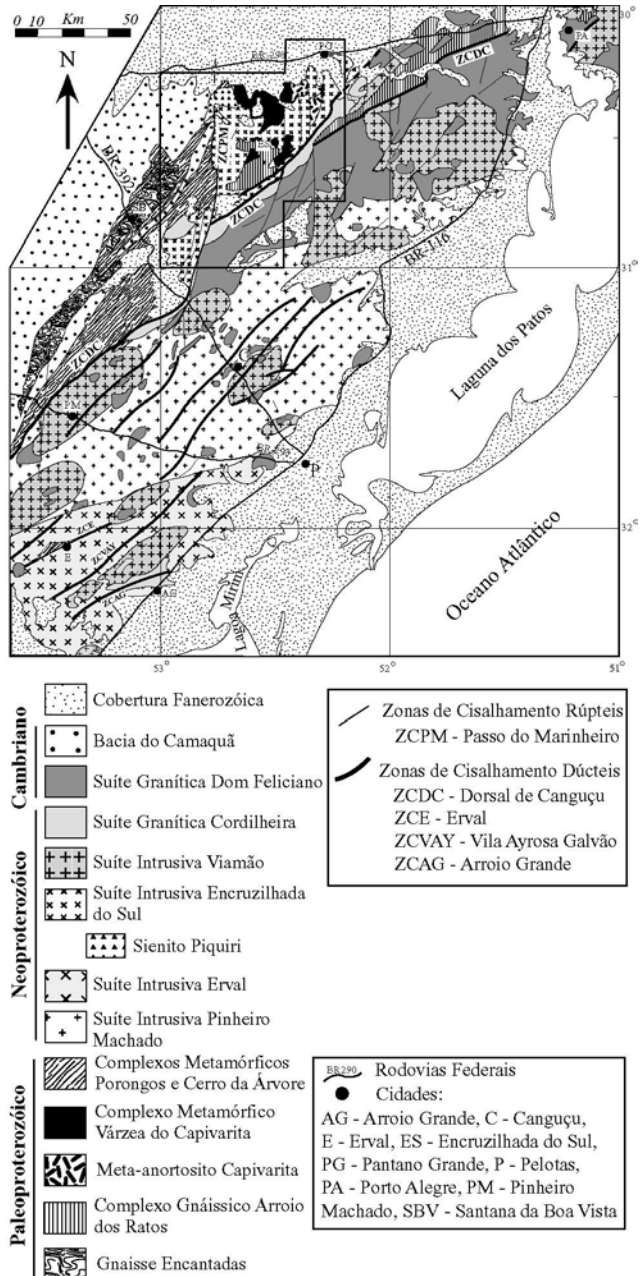 0 10 Km 50
30°
N
PA
ZCDC
ZCPM
BR-392
ZCDC
BR-116
31°
Laguna dos Patos
ZCDC
C
PM
P
32°
ZCE
E
ZCVAY
ZCAG
AG
Lagoa Mirim
Oceano Atlântico
53° 52° 51°
Cobertura Fanerozóica
Cambriano
Bacia do Camaquã
Suíte Granítica Dom Feliciano
Neoproterozóico
Suíte Granítica Cordilheira
Suíte Intrusiva Viamão
Suíte Intrusiva Encruzilhada
do Sul
Sienito Piquiri
Suíte Intrusiva Erval
Suíte Intrusiva Pinheiro
Machado
Paleoproterozóico
Complexos Metamórficos
Porongos e Cerro da Árvore
Complexo Metamórfico
Várzea do Capivarita
Meta-anortosito Capivarita
Complexo Gnáissico Arroio
dos Ratos
Gnaisse Encantadas
Zonas de Cisalhamento Rúpteis
ZCPM - Passo do Marinheiro
Zonas de Cisalhamento Dúcteis
ZCDC - Dorsal de Canguçu
ZCE - Erval
ZCVAY - Vila Ayrosa Galvão
ZCAG - Arroio Grande
BR290 Rodovias Federais
Cidades:
AG - Arroio Grande, C - Canguçu,
E - Erval, ES - Encruzilhada do Sul,
PG - Pantano Grande, P - Pelotas,
PA - Porto Alegre, PM - Pinheiro
Machado, SBV - Santana da Boa Vista